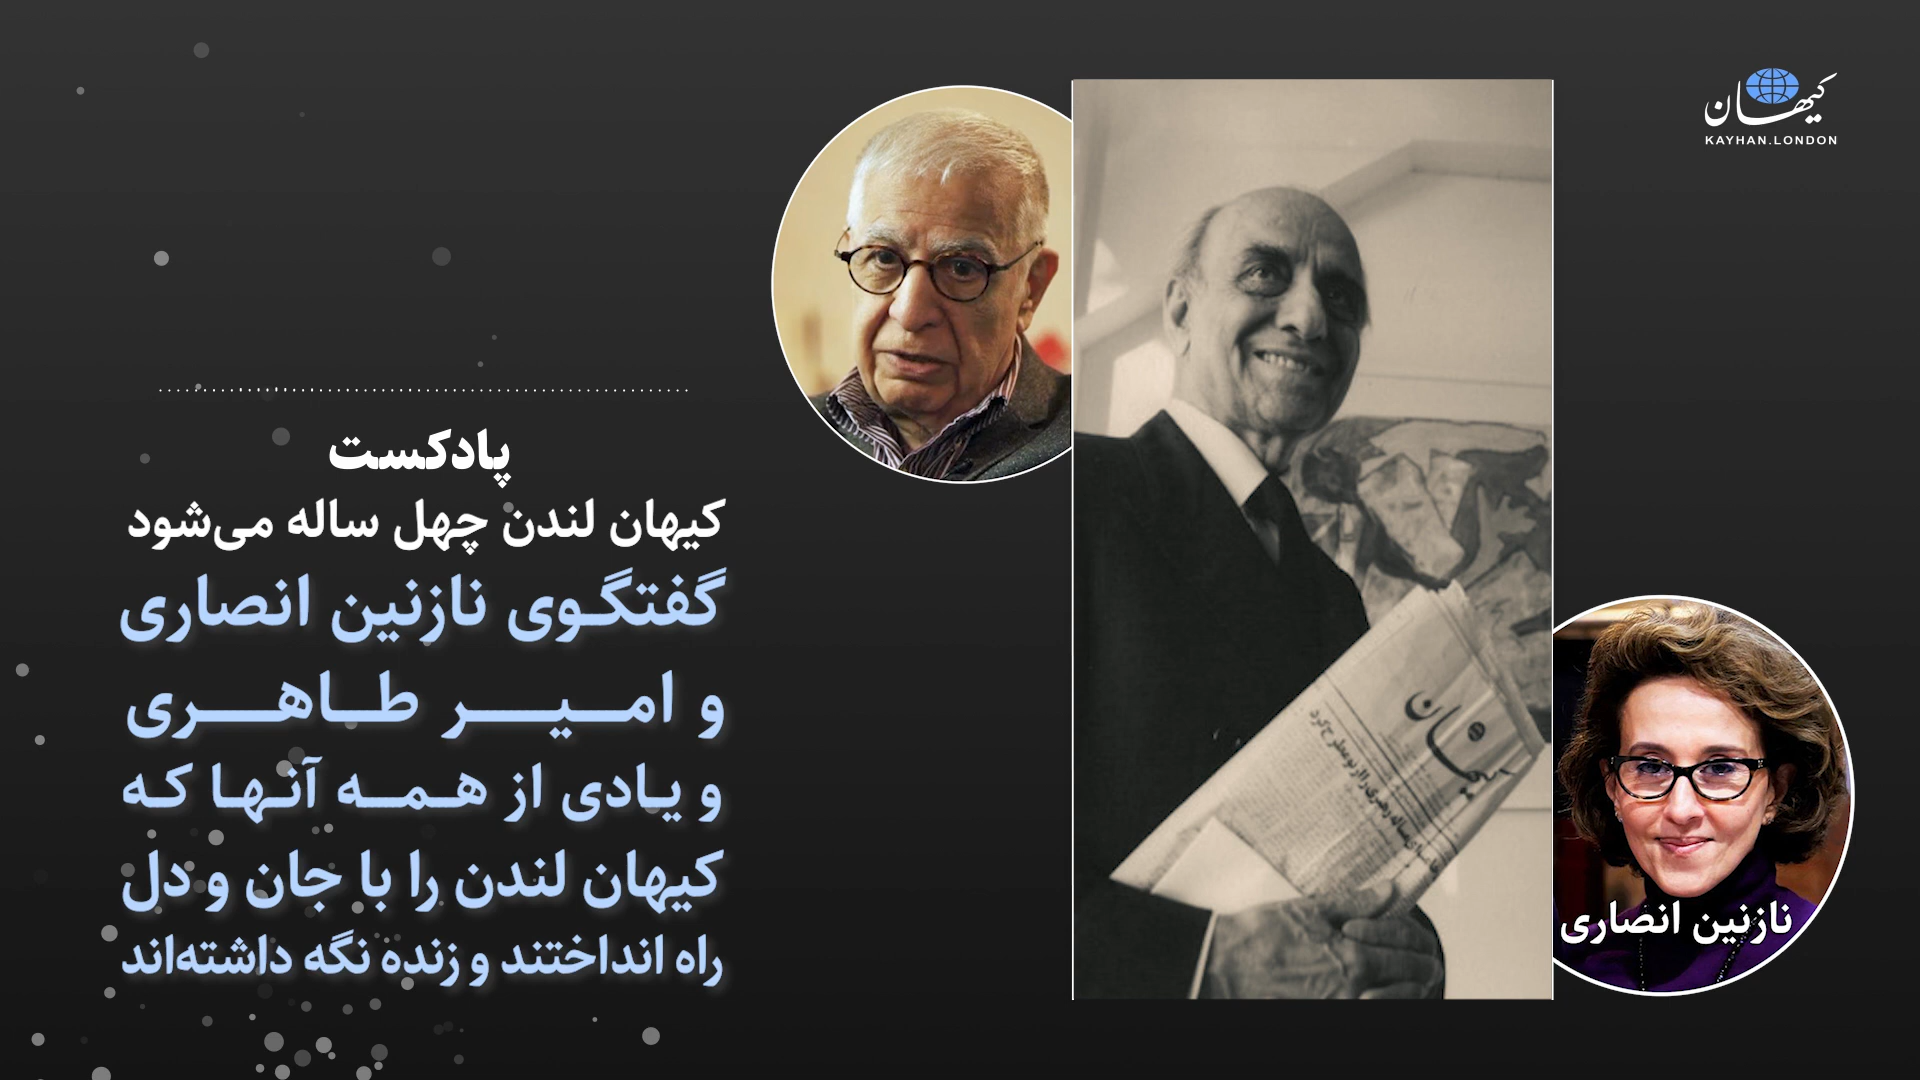 کیهان
KAYHAN.LONDON
پادکست
کیهان لندن چهل ساله می‌شود
گفتگوی نازنین انصاری
و امیر طاهری
و یادی از همه آنها که
کیهان لندن را با جان و دل
راه انداختند و زنده نگه داشته‌اند
کیهان
نازنین انصاری